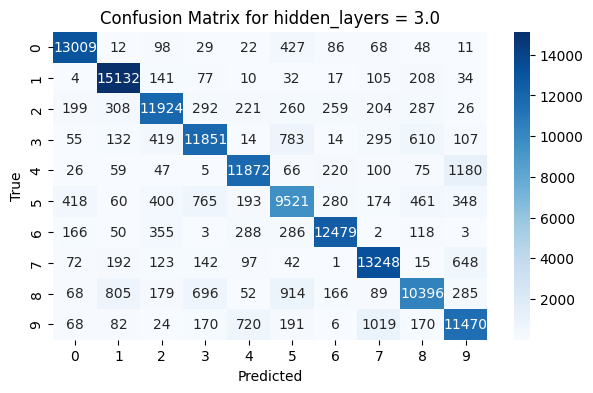 Confusion Matrix for hidden_layers = 3.0
0 13009 12 98 29 22 427 86 68 48 11
1 4 15132 141 77 10 32 17 105 208 34
2 199 308 11924 292 221 260 259 204 287 26
3 55 132 419 11851 14 783 14 295 610 107
4 26 59 47 5 11872 66 220 100 75 1180
5 418 60 400 765 193 9521 280 174 461 348
6 166 50 355 3 288 286 12479 2 118 3
7 72 192 123 142 97 42 1 13248 15 648
8 68 805 179 696 52 914 166 89 10396 285
9 68 82 24 170 720 191 6 1019 170 11470
0 1 2 3 4 5 6 7 8 9
Predicted
True
14000
12000
10000
8000
6000
4000
2000